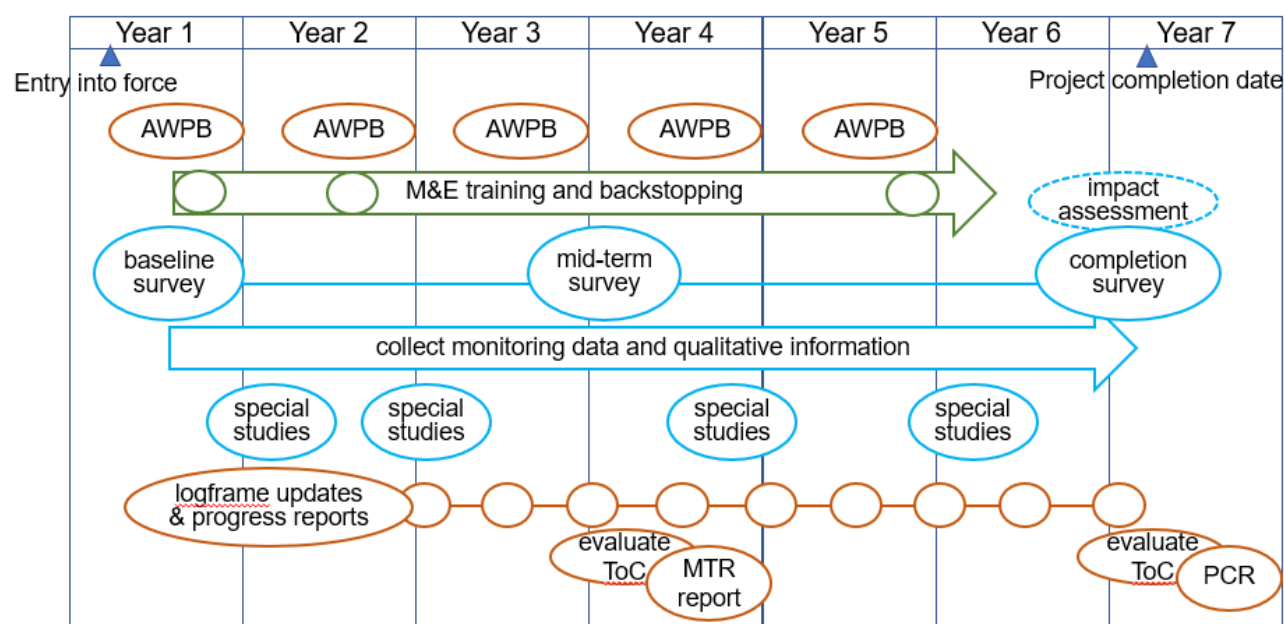 Year 1
Year 2
Year 3
Year 4
Year 5
Year 6
Year 7
Entry into force
Project completion date
AWPB
AWPB
AWPB
AWPB
AWPB
M&E training and backstopping
impact
assessment
baseline
survey
mid-term
survey
completion
survey
collect monitoring data and qualitative information
special
studies
special
studies
special
studies
special
studies
logframe updates
& progress reports
evaluate
ToC
MTR
report
evaluate
ToC
PCR